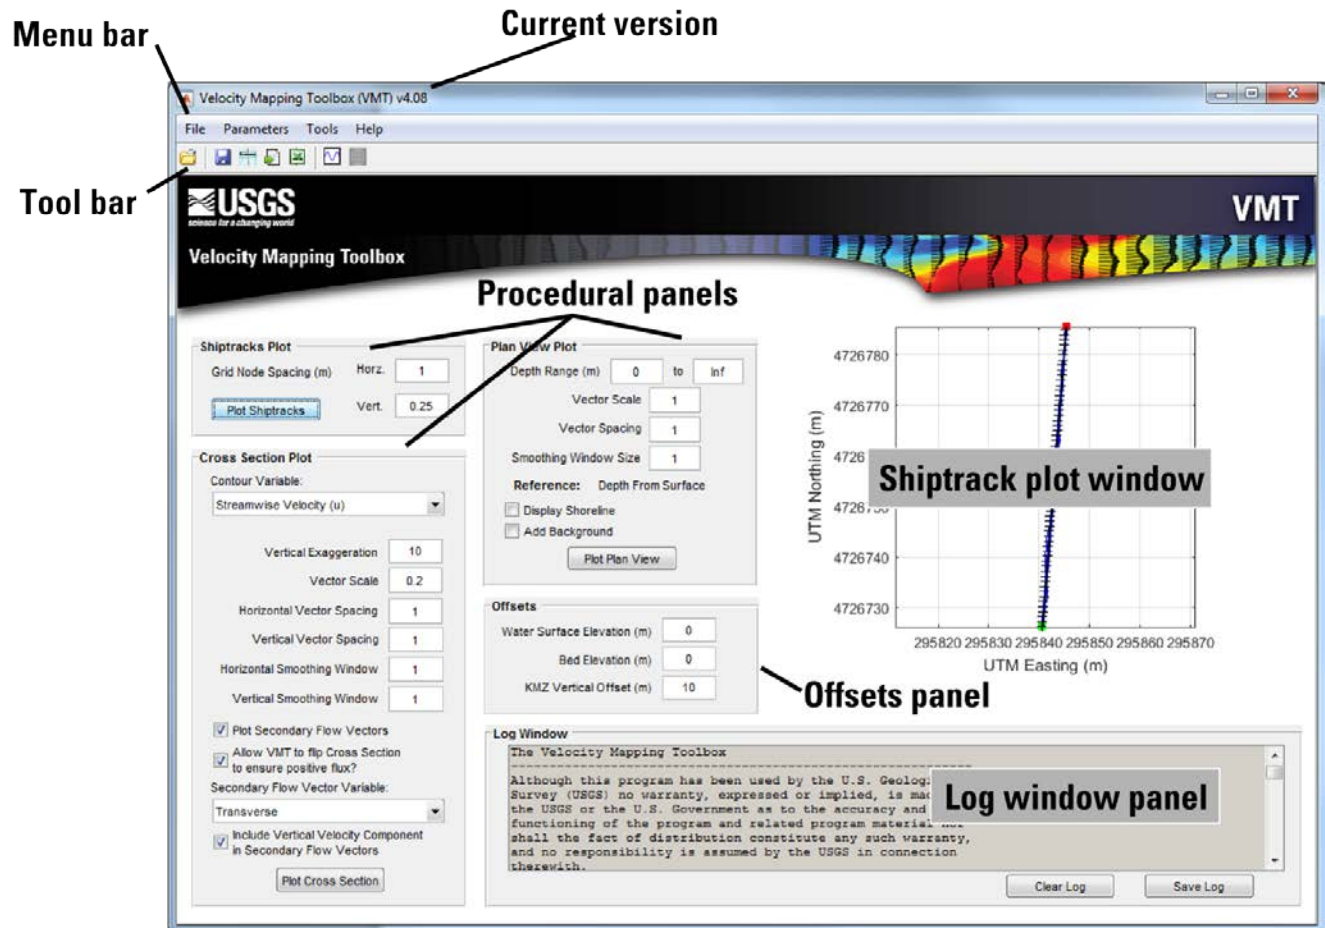 Current version
Menu bar
Velocity Mapping Toolbox (VMT) v4.08
File Parameters Tools Help
Tool bar
USGS
science for a changing world
VMT
Velocity Mapping Toolbox
Procedural panels
Shiptracks Plot
Grid Node Spacing (m) Horz. 1
Plot Shiptracks Vert. 0.25
Cross Section Plot
Contour Variable:
Streamwise Velocity (u)
Vertical Exaggeration 10
Vector Scale 0.2
Horizontal Vector Spacing 1
Vertical Vector Spacing 1
Horizontal Smoothing Window 1
Vertical Smoothing Window 1
Plot Secondary Flow Vectors
Allow VMT to flip Cross Section
to ensure positive flux?
Secondary Flow Vector Variable:
Transverse
Include Vertical Velocity Component
in Secondary Flow Vectors
Plot Cross Section
Plan View Plot
Depth Range (m) 0 to Inf
Vector Scale 1
Vector Spacing 1
Smoothing Window Size 1
Reference: Depth From Surface
Display Shoreline
Add Background
Plot Plan View
Offsets
Water Surface Elevation (m) 0
Bed Elevation (m) 0
KMZ Vertical Offset (m) 10
Offsets panel
UTM Northing (m)
4726780
4726770
Shiptrack plot window
4726740
4726730
295820 295830 295840 295850 295860 295870
UTM Easting (m)
Log Window
The Velocity Mapping Toolbox
Although this program has been used by the U.S.
Survey (USGS) no warranty, expressed or implied, is
the USGS or the U.S. Government as to the accuracy and
functioning of the program and related program material nor
shall the fact of distribution constitute any such warranty,
and no responsibility is assumed by the USGS in connection
therewith.
Log window panel
Clear Log Save Log